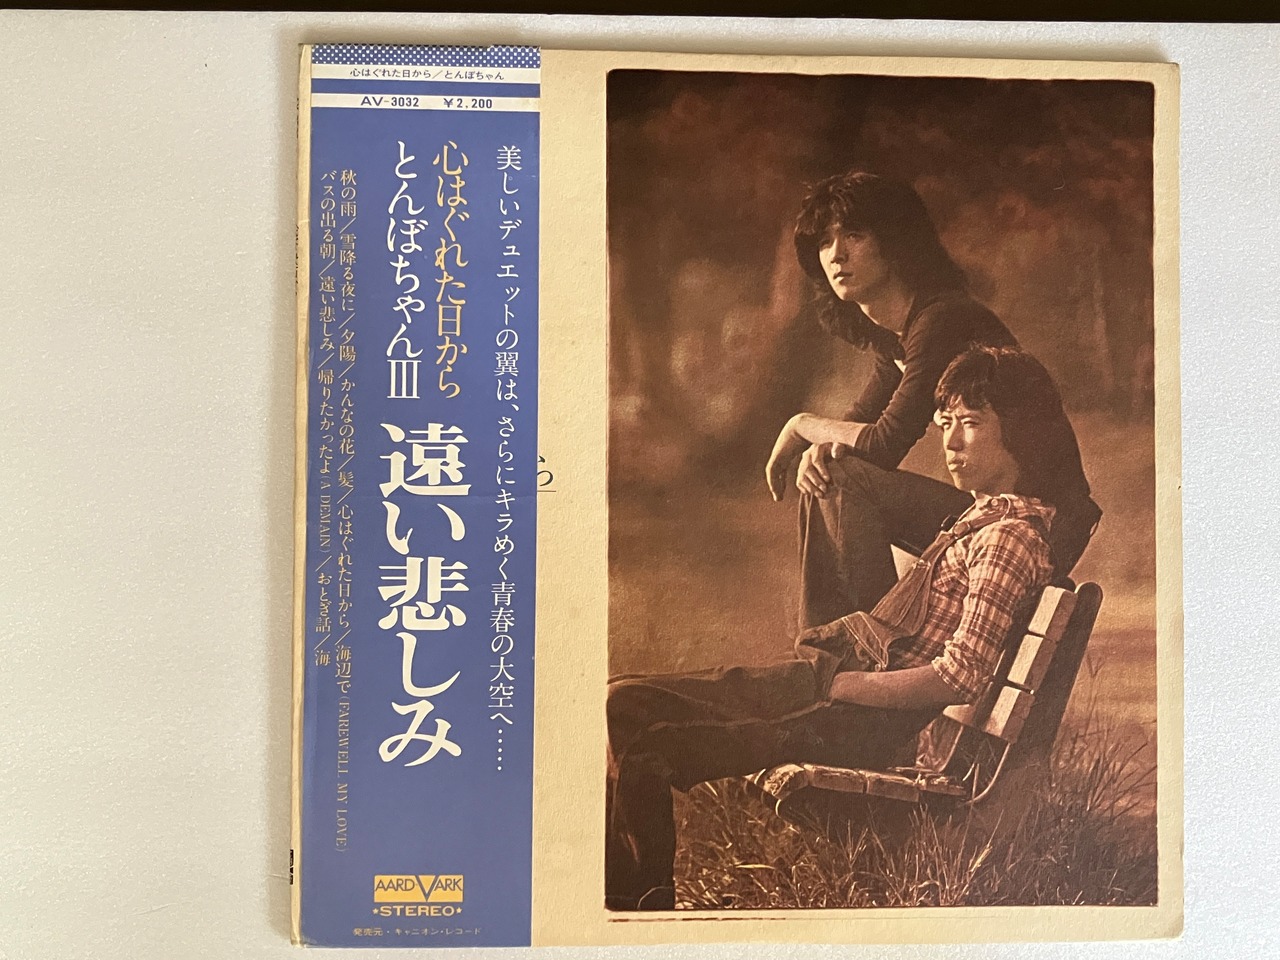 心はぐれた日から／とんぼちゃん
AV-3032 ￥2,200
美しいデュエットの翼は、さらにキラめく青春の大空へ……
心はぐれた日から
とんぼちゃんIII
遠い悲しみ
秋の雨／雪降る夜に／夕陽／かんなの花／髪／心はぐれた日から／海辺で(FAREWELL MY LOVE)
バスの出る朝／遠い悲しみ／帰りたかったよ(A DEMAIN)／おとぎ話／海
AARDVARK
★STEREO★
発売元・キャニオン・レコード